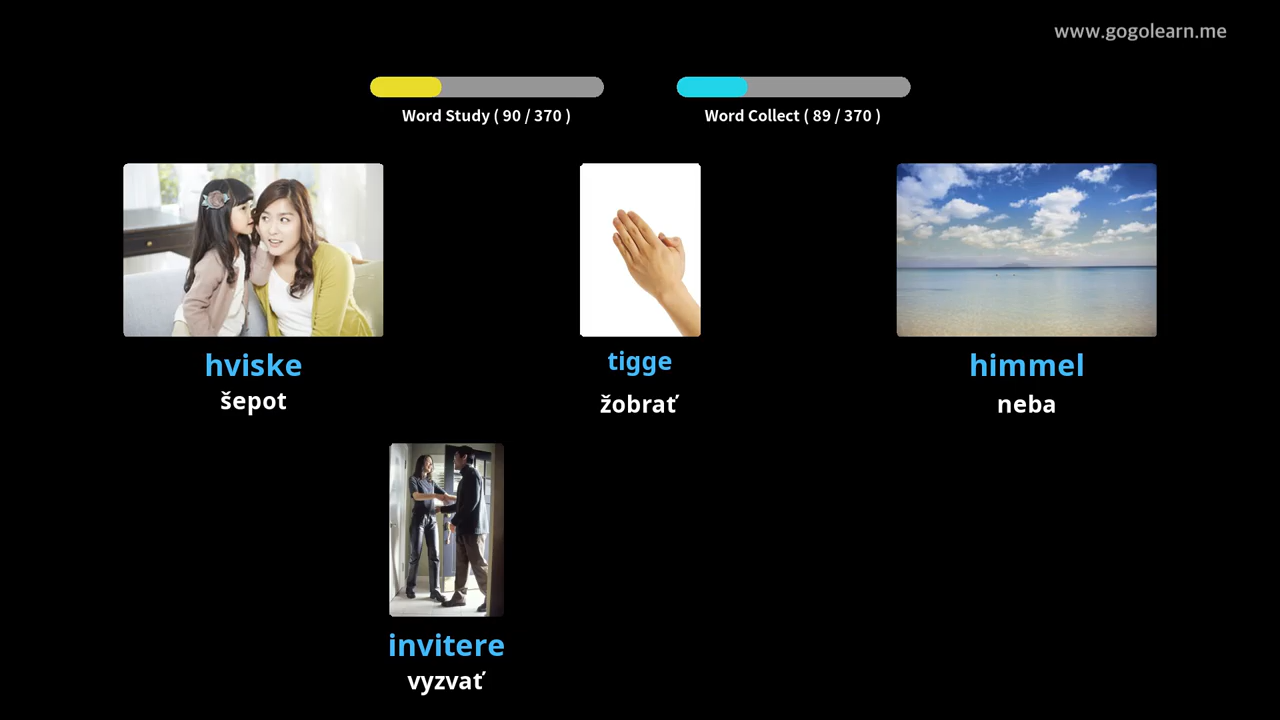 www.gogolearn.me
Word Study ( 90 / 370 )
Word Collect ( 89 / 370 )
hviske
šepot
tigge
žobrať
himmel
neba
invitere
vyzvať